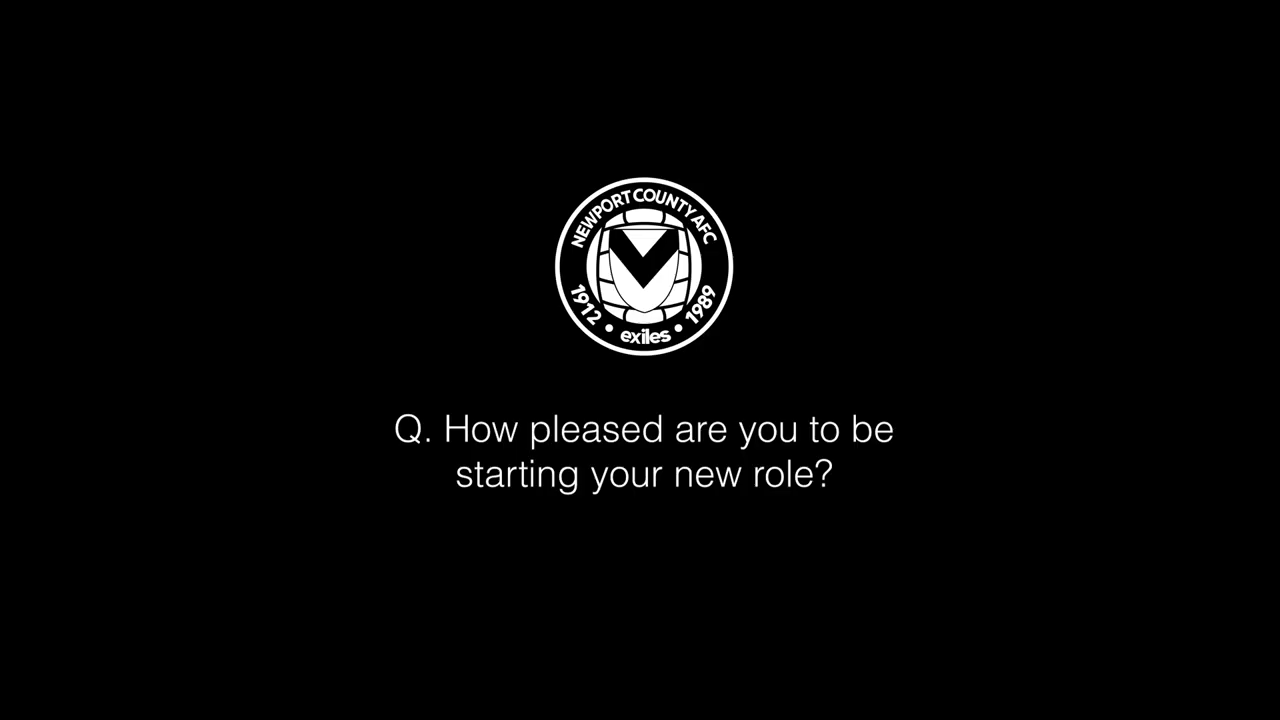 NEWPORT COUNTY AFC
1912 • exiles • 1989
Q. How pleased are you to be
starting your new role?